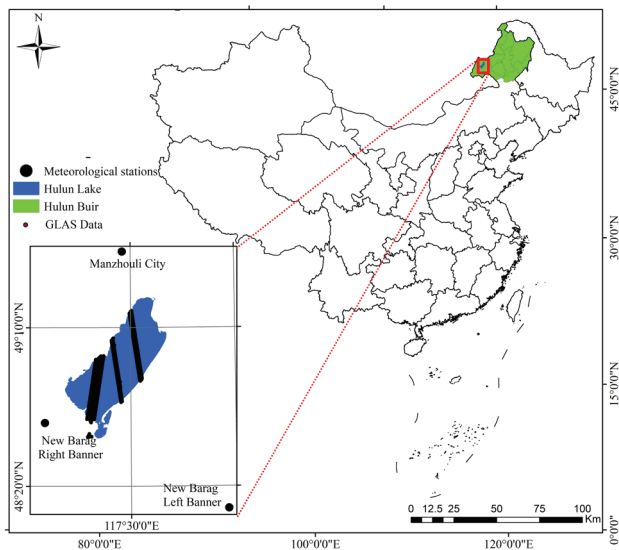 N
Meteorological stations
Hulun Lake
Hulun Buir
GLAS Data
Manzhouli City
49°10'0"N
New Barag
Right Banner
New Barag
Left Banner
48°20'0"N
117°3'0"E
45°0'0"N
30°0'0"N
15°0'0"N
0°0'0"
0 12.5 25 50 75 100
Km
80°0'0"E
100°0'0"E
120°0'0"E